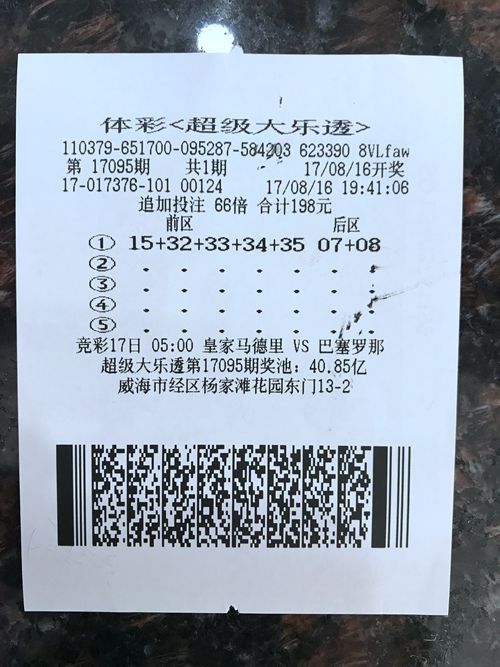 体彩<超级大乐透>
110379-651700-095287-584203 623390 8VLfaw
第 17095期 共1期 17/08/16开奖
17-017376-101 00124 17/08/16 19:41:06
追加投注 66倍 合计198元
前区 后区
① 15+32+33+34+35 07+08
②
③
④
⑤
竞彩17日 05:00 皇家马德里 VS 巴塞罗那
超级大乐透第17095期奖池：40.85亿
威海市经区杨家滩花园东门13-2